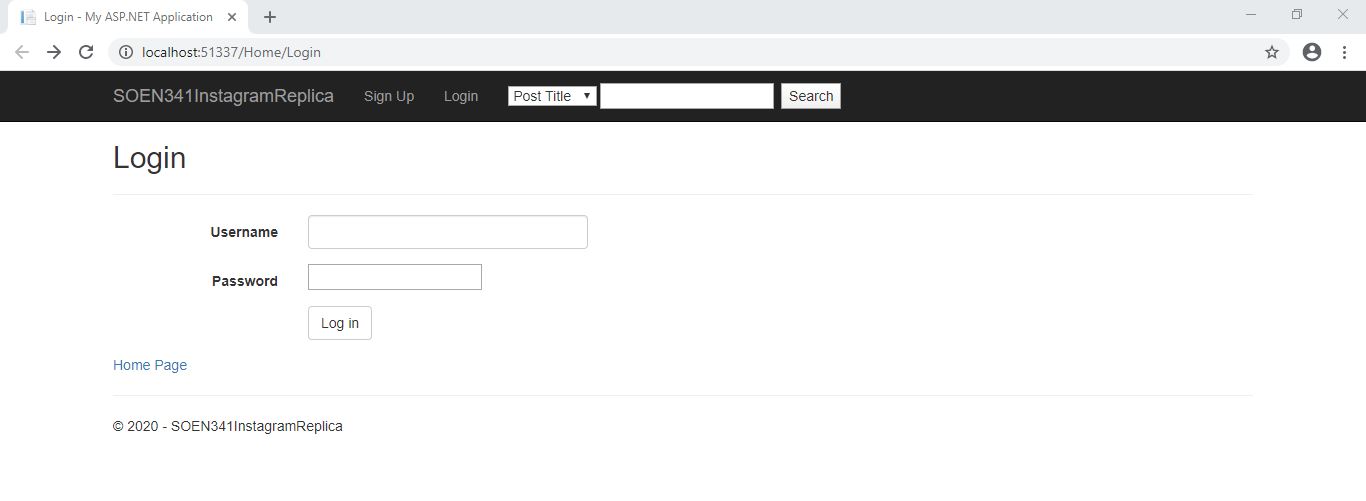 Login - My ASP.NET Application
localhost:51337/Home/Login
SOEN341InstagramReplica Sign Up Login Post Title Search
Login
Username
Password
Log in
Home Page
© 2020 - SOEN341InstagramReplica